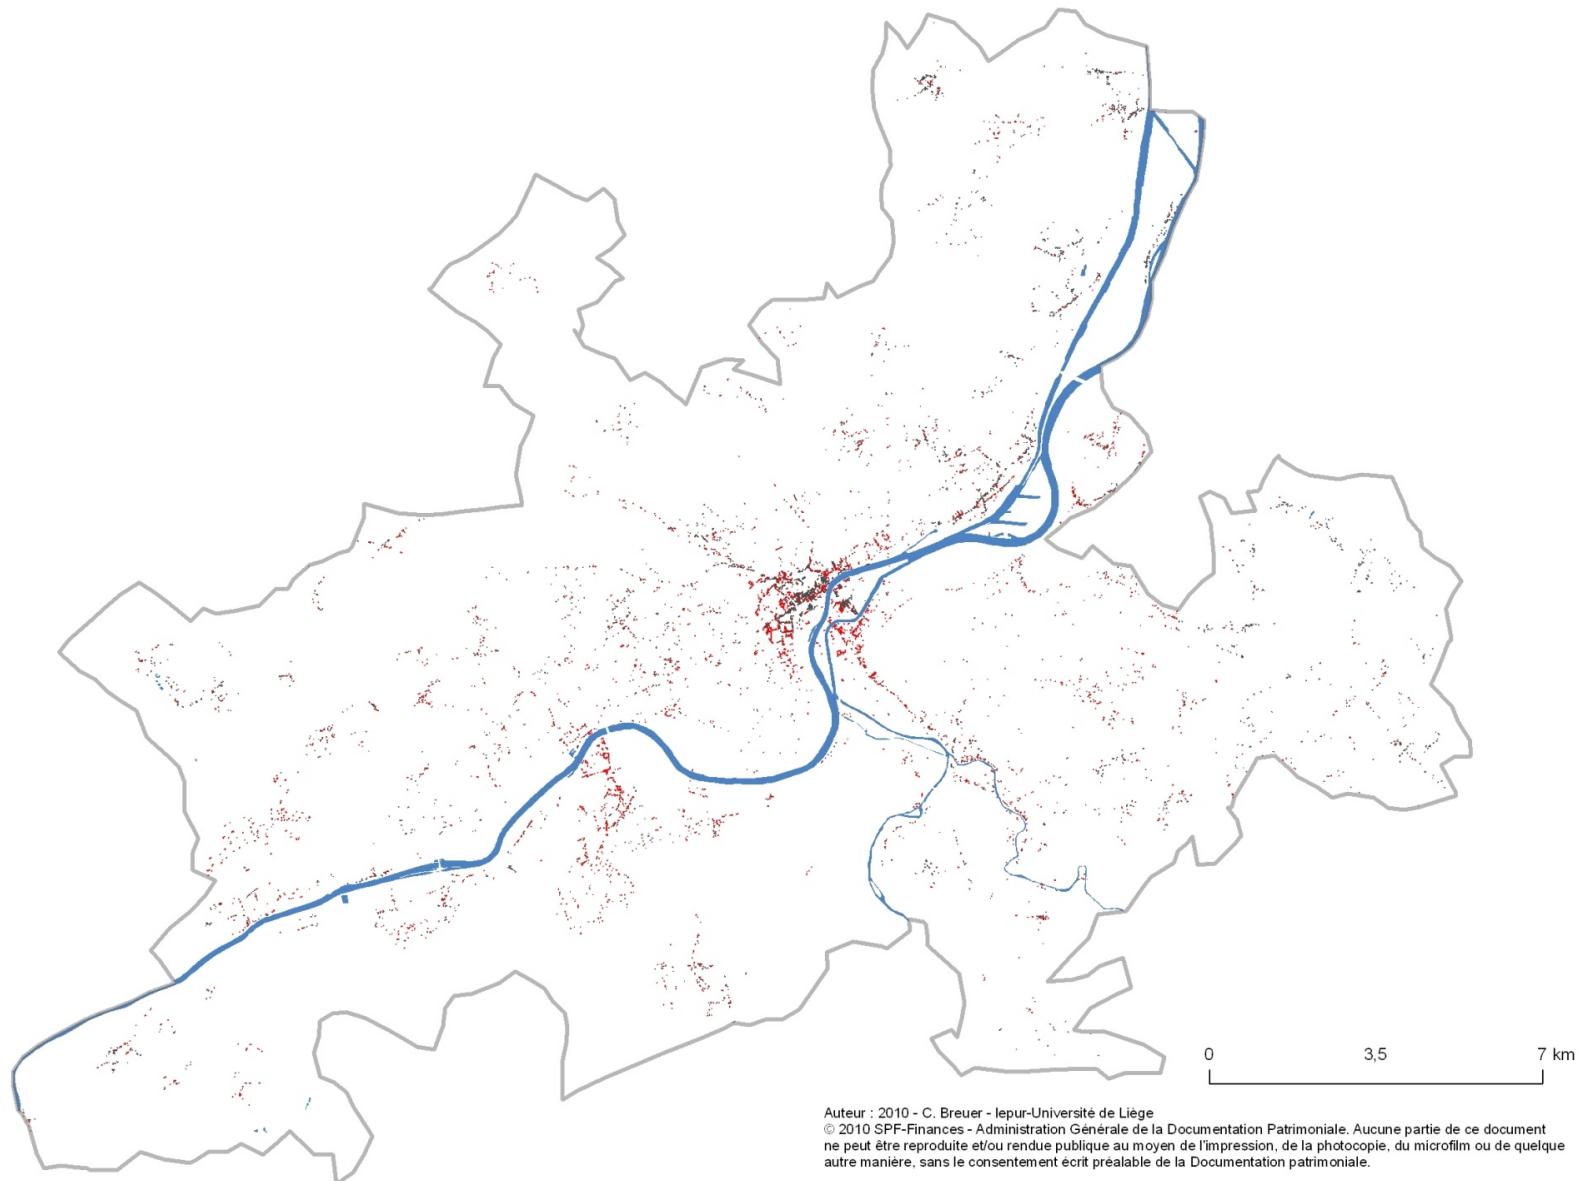 0 3,5 7 km
Auteur : 2010 - C. Breuer - lepur-Université de Liège
© 2010 SPF-Finances - Administration Générale de la Documentation Patrimoniale. Aucune partie de ce document
ne peut être reproduite et/ou rendue publique au moyen de l'impression, de la photocopie, du microfilm ou de quelque
autre manière, sans le consentement écrit préalable de la Documentation patrimoniale.